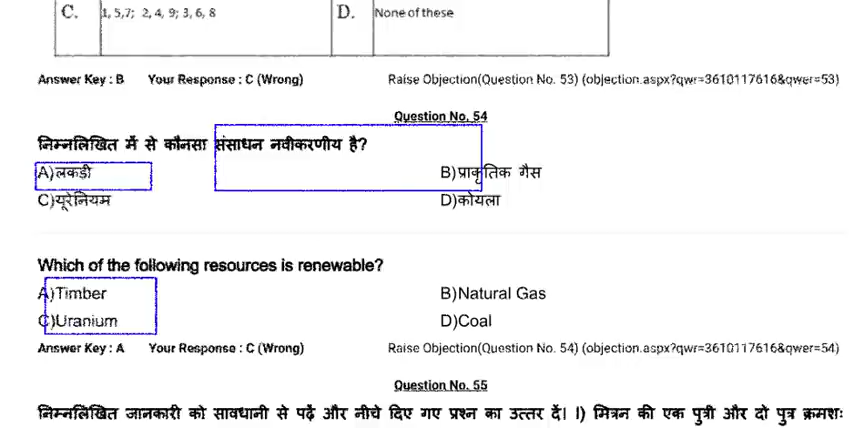 C. 1, 5,7; 2, 4, 9; 3, 6, 8 D. None of these
Answer Key : B Your Response : C (Wrong) Raise Objection(Question No. 53) (objection.aspx?qwr=3610117616&qwer=53)
Question No. 54
निम्नलिखित में से कौनसा संसाधन नवीकरणीय है?
A)लकडी B)प्राकृतिक गैस
C)यूरेनियम D)कोयला
Which of the following resources is renewable?
A)Timber B)Natural Gas
C)Uranium D)Coal
Answer Key : A Your Response : C (Wrong) Raise Objection(Question No. 54) (objection.aspx?qwr=3610117616&qwer=54)
Question No. 55
निम्नलिखित जानकारी को सावधानी से पढ़ें और नीचे दिए गए प्रश्न का उत्तर दें। I) मित्रन की एक पुत्री और दो पुत्र क्रमशः